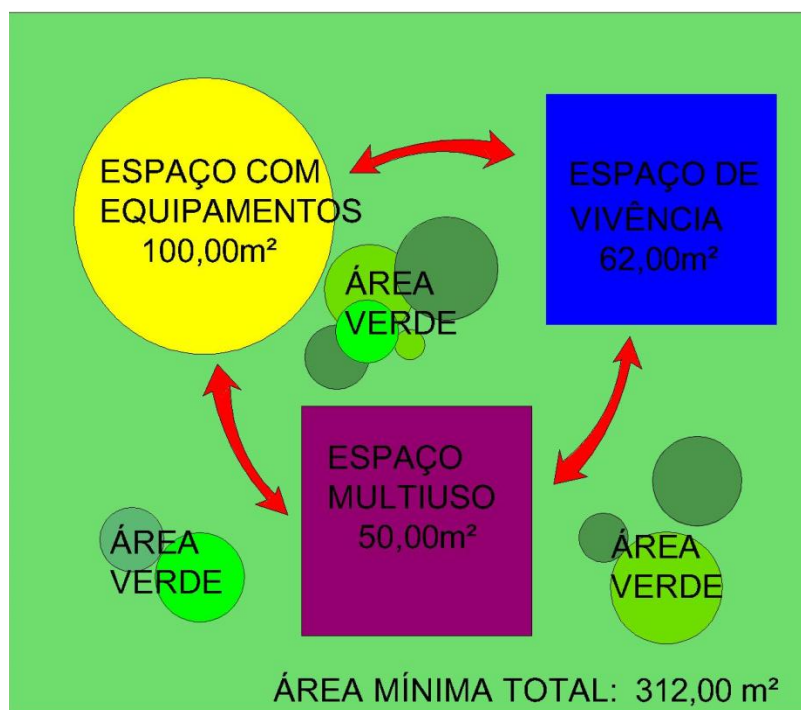 ESPAÇO COM
EQUIPAMENTOS
100,00m²
ESPAÇO DE
VIVÊNCIA
62,00m²
ÁREA
VERDE
ESPAÇO
MULTIUSO
50,00m²
ÁREA
VERDE
ÁREA
VERDE
ÁREA MÍNIMA TOTAL: 312,00 m²